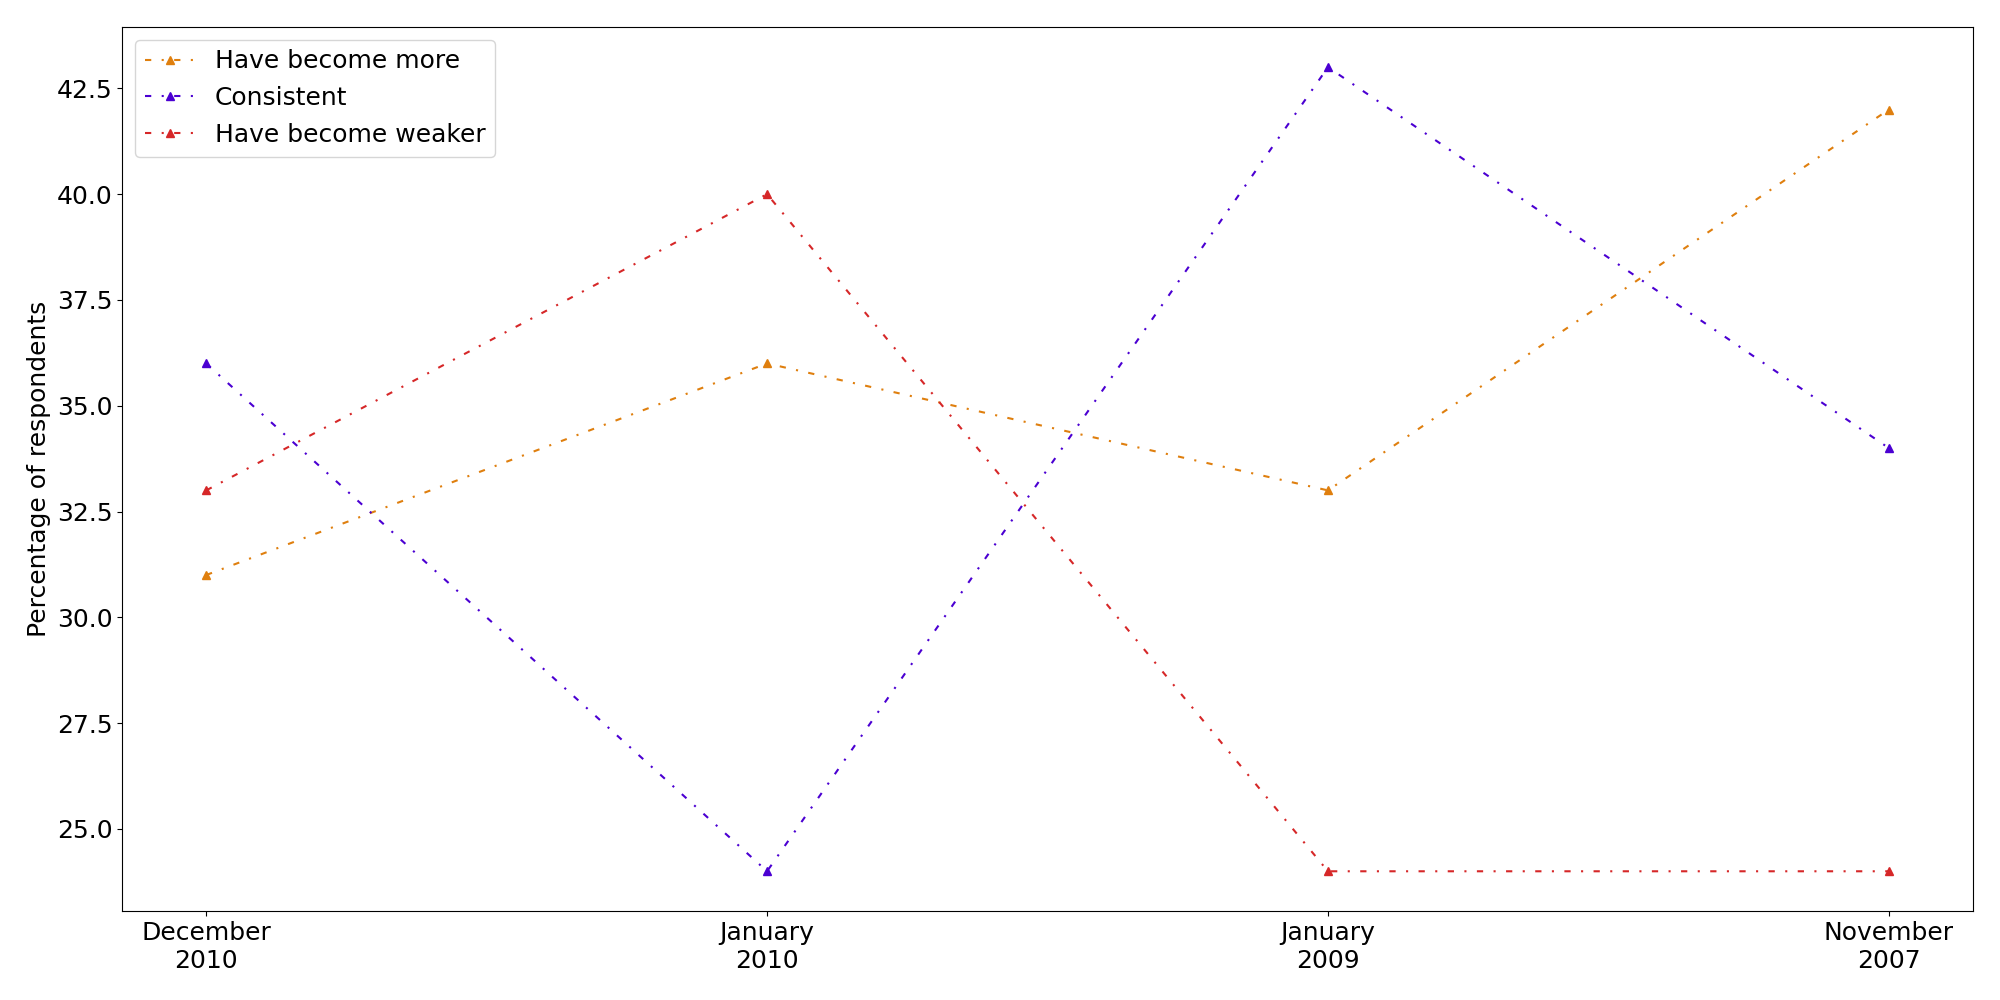 Have become more
Consistent
Have become weaker
Percentage of respondents
42.5
40.0
37.5
35.0
32.5
30.0
27.5
25.0
December
2010
January
2010
January
2009
November
2007